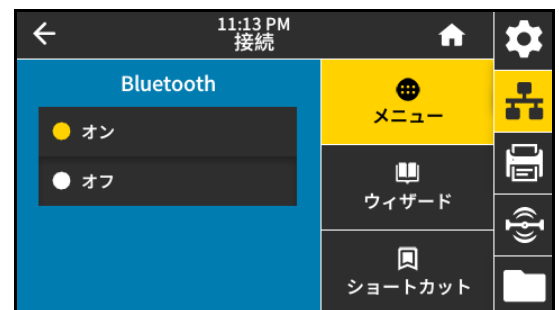 11:13 PM
接続
Bluetooth
オン
オフ
メニュー
ウィザード
ショートカット